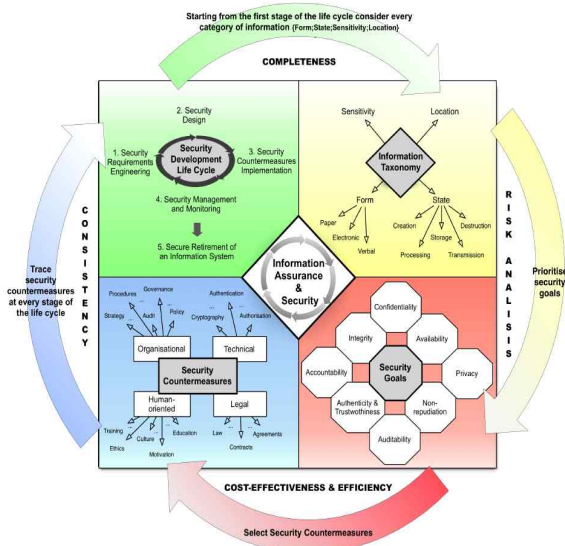 Starting from the first stage of the life cycle consider every
category of information {Form;State;Sensitivity;Location}
COMPLETENESS
2. Security
Design
1. Security
Requirements
Engineering
Security
Development
Life Cycle
3. Security
Countermeasures
Implementation
4. Security Management
and Monitoring
5. Secure Retirement of
an Information System
Sensitivity
Location
Information
Taxonomy
Form
State
Paper
Electronic
Verbal
Creation
Destruction
Storage
Processing
Transmission
CONSISTENCY
RISK ANALISIS
Trace
security
countermeasures
at every stage of
the life cycle
Prioritise
security
goals
Information
Assurance
&
Security
Procedures
Governance
Strategy
Audit
Policy
...
...
Authentication
Cryptography
Authorisation
...
...
Organisational
Technical
Security
Countermeasures
Human-
oriented
Legal
Training
...
Culture
...
Education
Ethics
Motivation
Law
...
...
Agreements
Contracts
Confidentiality
Integrity
Availability
Accountability
Security
Goals
Privacy
Authenticity &
Trustwothiness
Non-
repudiation
Auditability
COST-EFFECTIVENESS & EFFICIENCY
Select Security Countermeasures